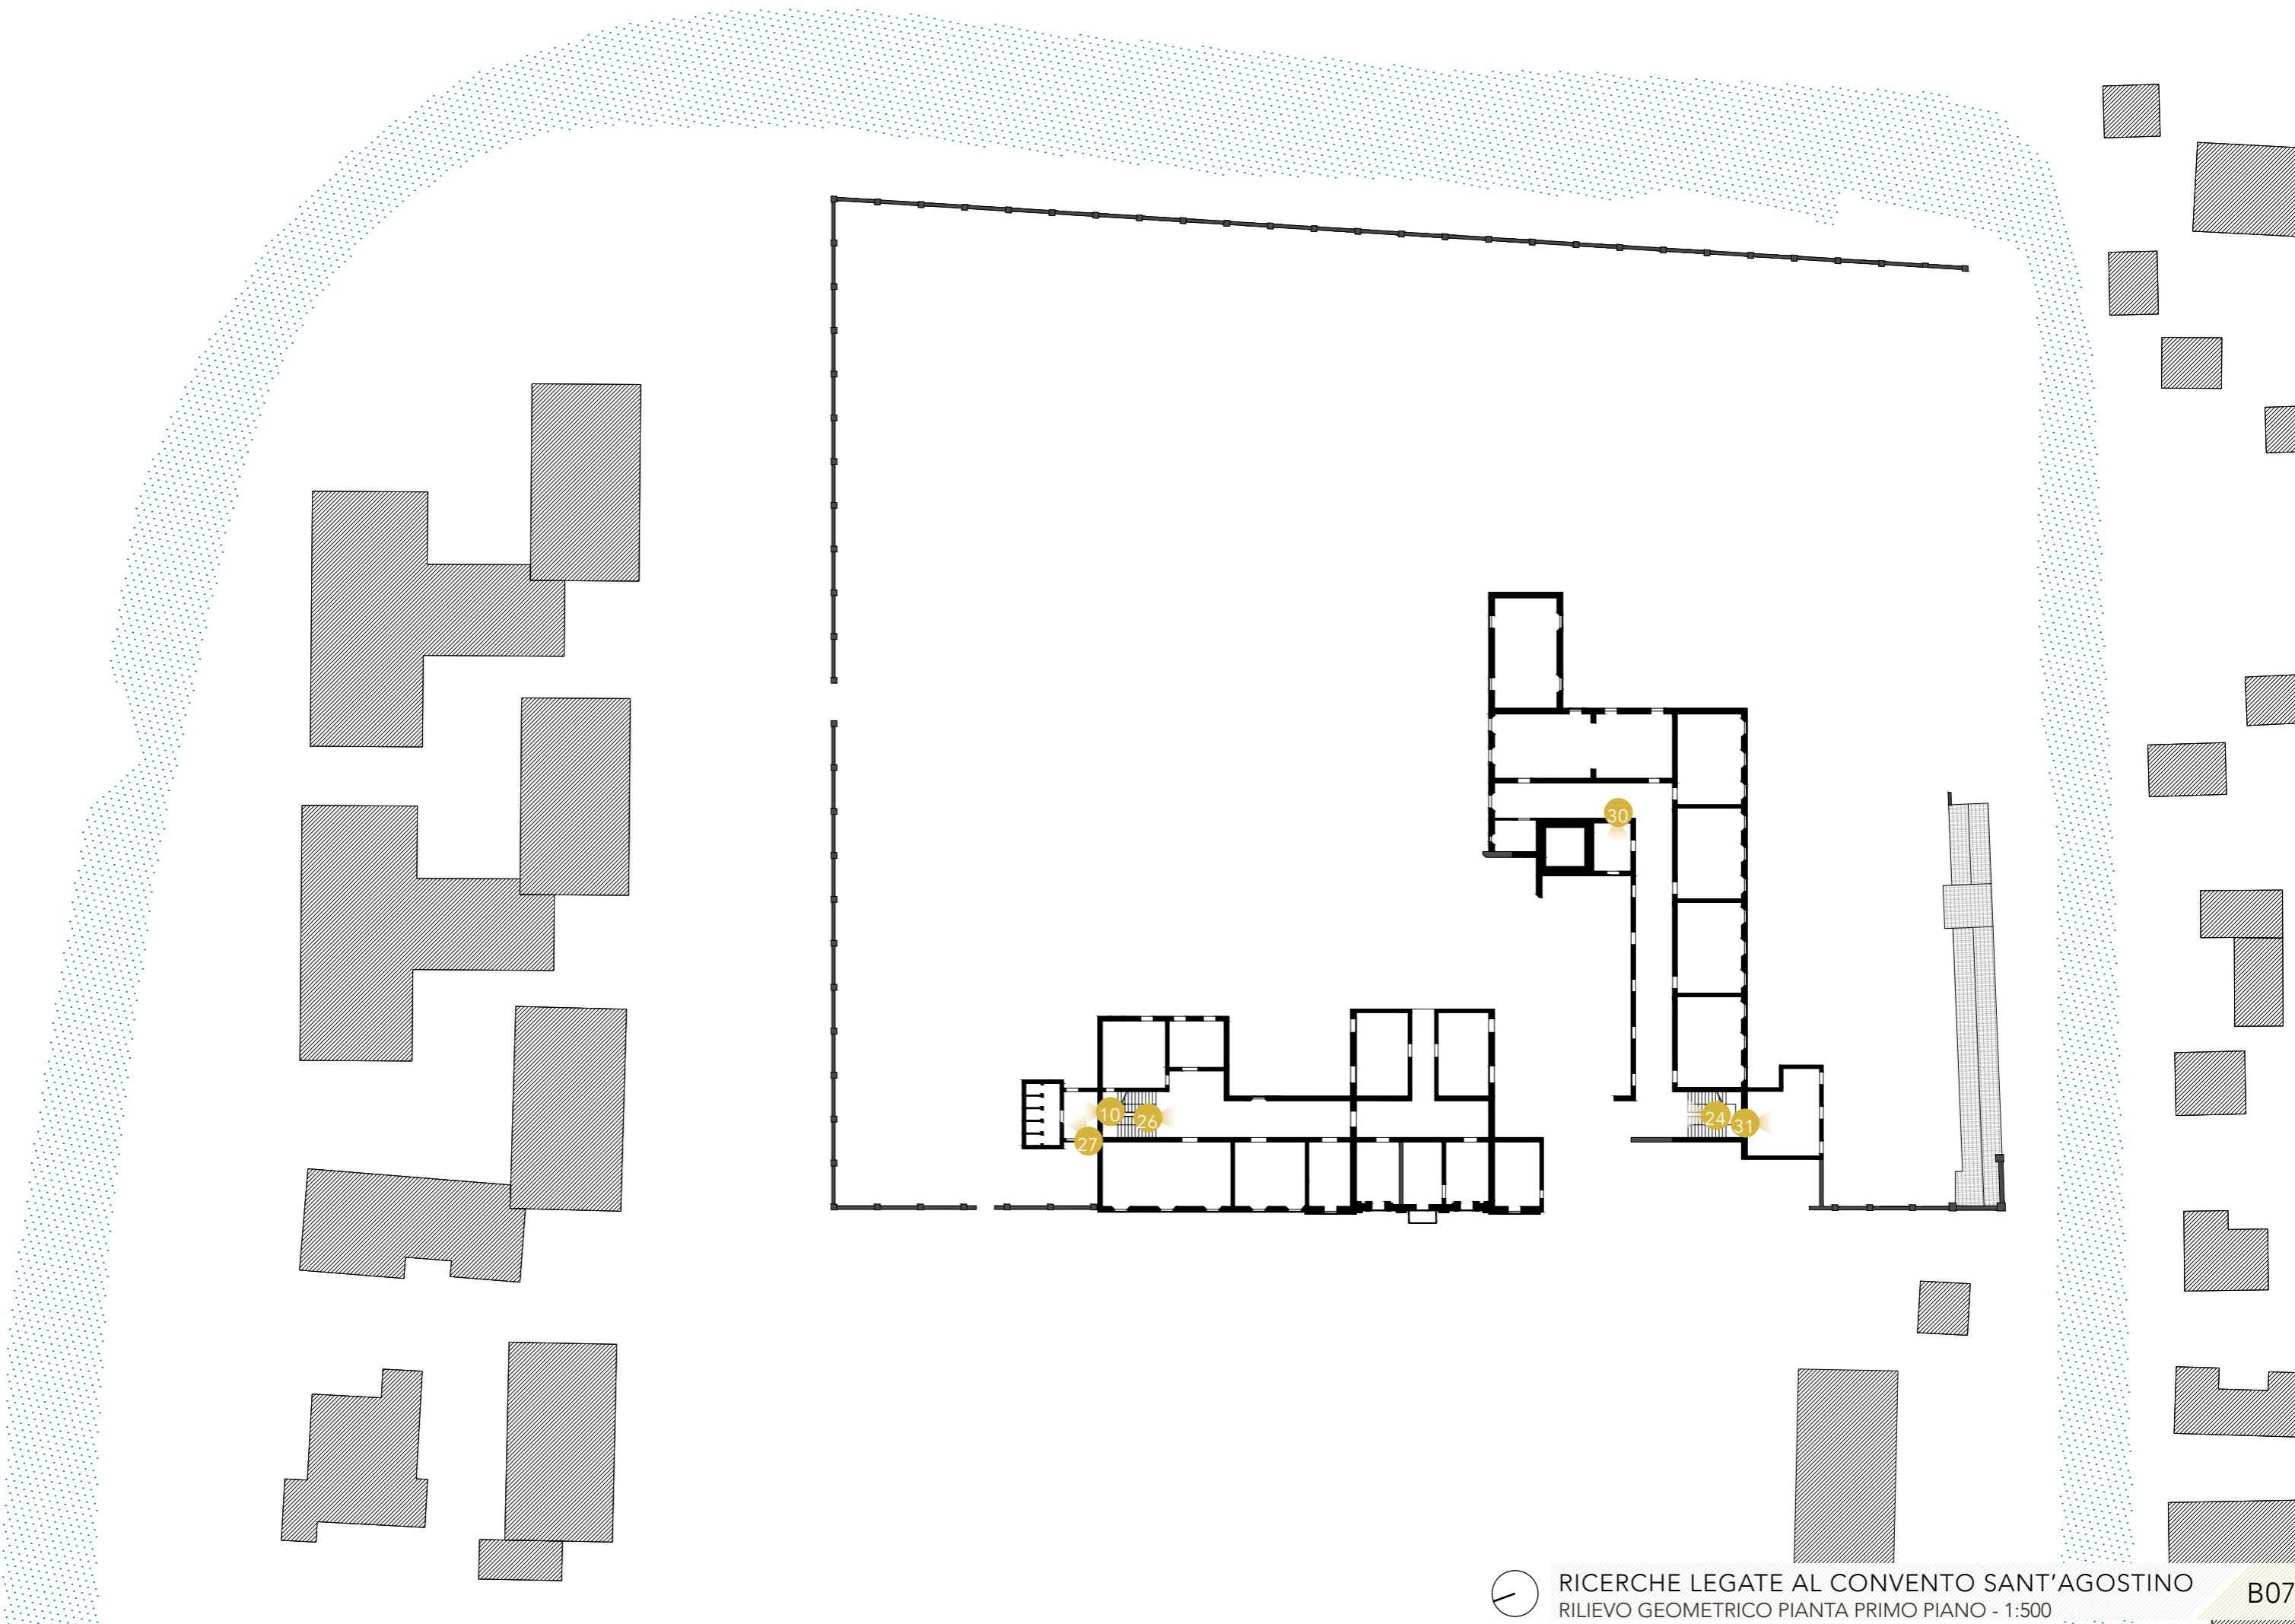 30
10
26
27
24
31
RICERCHE LEGATE AL CONVENTO SANT'AGOSTINO
RILIEVO GEOMETRICO PIANTA PRIMO PIANO - 1:500
B07